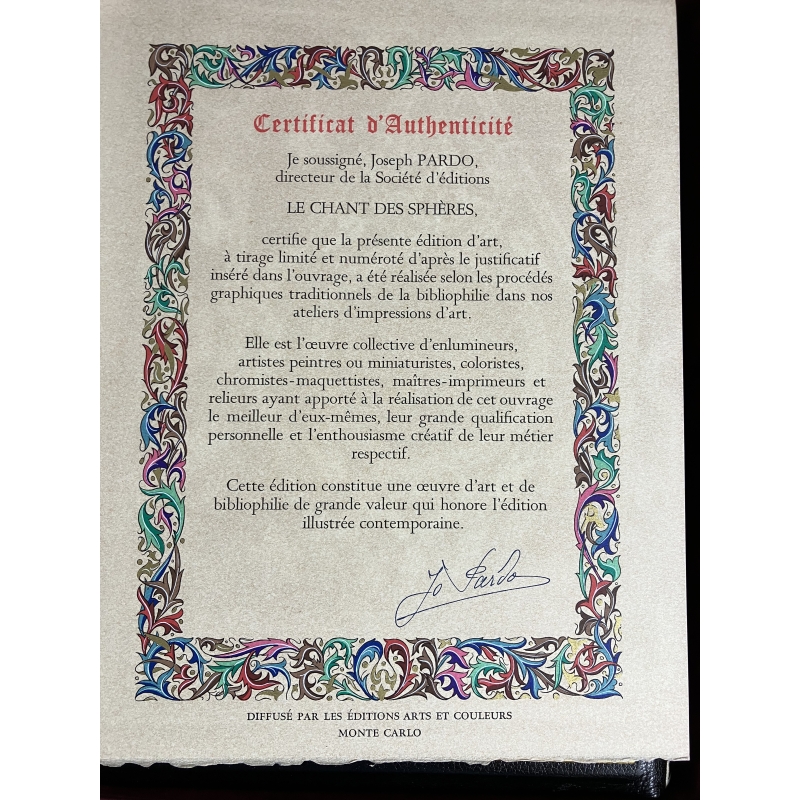 Certificat d'Authenticité
Je soussigné, Joseph PARDO,
directeur de la Société d'éditions
LE CHANT DES SPHÈRES,
certifie que la présente édition d'art,
à tirage limité et numéroté d'après le justificatif
inséré dans l'ouvrage, a été réalisée selon les procédés
graphiques traditionnels de la bibliophilie dans nos
ateliers d'impressions d'art.
Elle est l'œuvre collective d'enlumineurs,
artistes peintres ou miniaturistes, coloristes,
chromistes-maquettistes, maîtres-imprimeurs et
relieurs ayant apporté à la réalisation de cet ouvrage
le meilleur d'eux-mêmes, leur grande qualification
personnelle et l'enthousiasme créatif de leur métier
respectif.
Cette édition constitue une œuvre d'art et de
bibliophilie de grande valeur qui honore l'édition
illustrée contemporaine.
Jo Pardo
DIFFUSÉ PAR LES ÉDITIONS ARTS ET COULEURS
MONTE CARLO